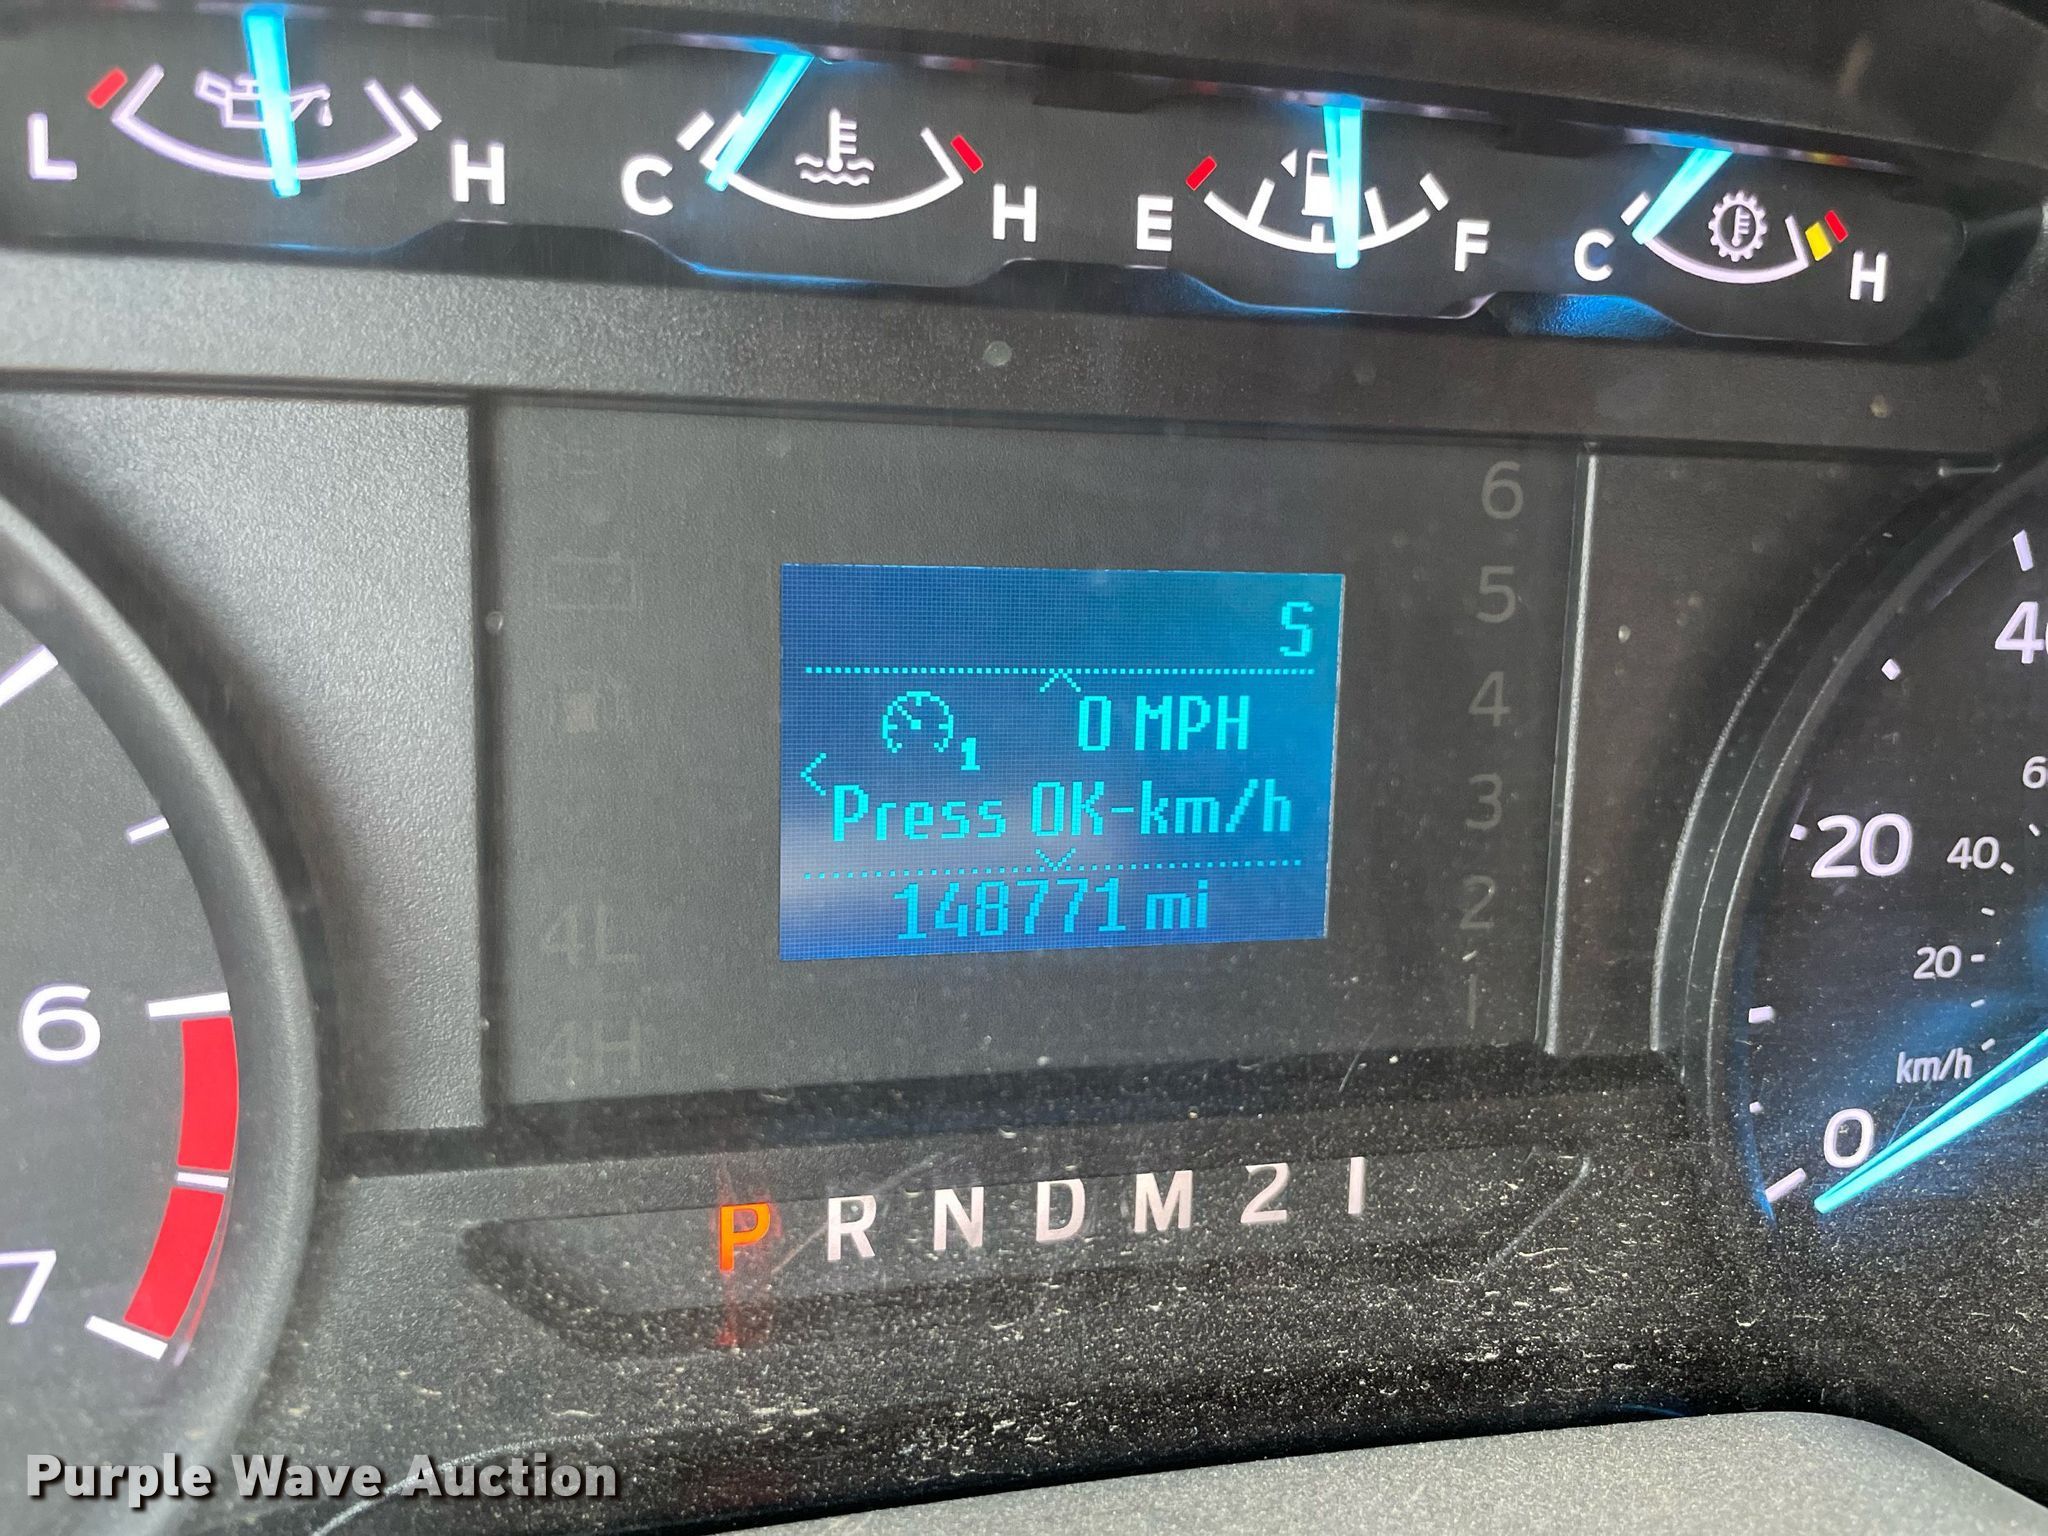 L H C H E F C H
6
5
4
3
2
1
S
0 MPH
1
Press OK-km/h
148771 mi
4L
4H
6
7
20
40
20
km/h
0
P R N D M 2 1
Purple Wave Auction